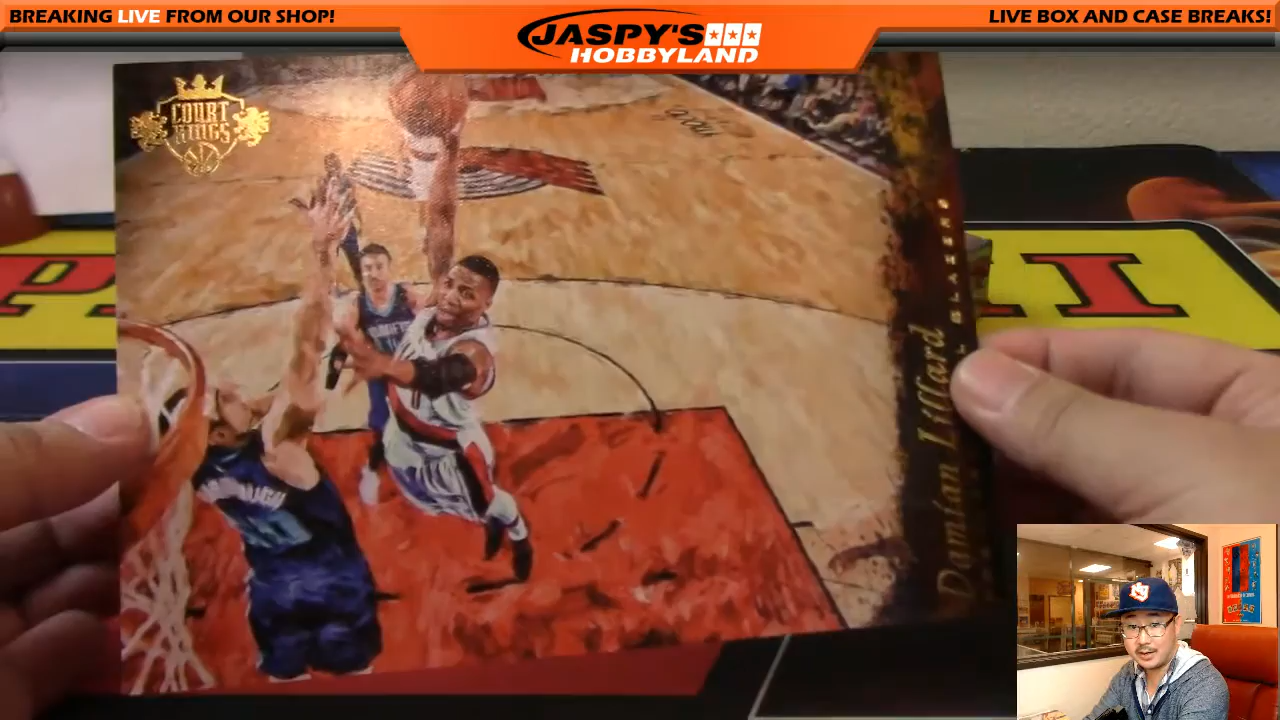 BREAKING LIVE FROM OUR SHOP!
JASPY'S
HOBBYLAND
LIVE BOX AND CASE BREAKS!
COURT
KINGS
Damian Lillard
BLAZERS